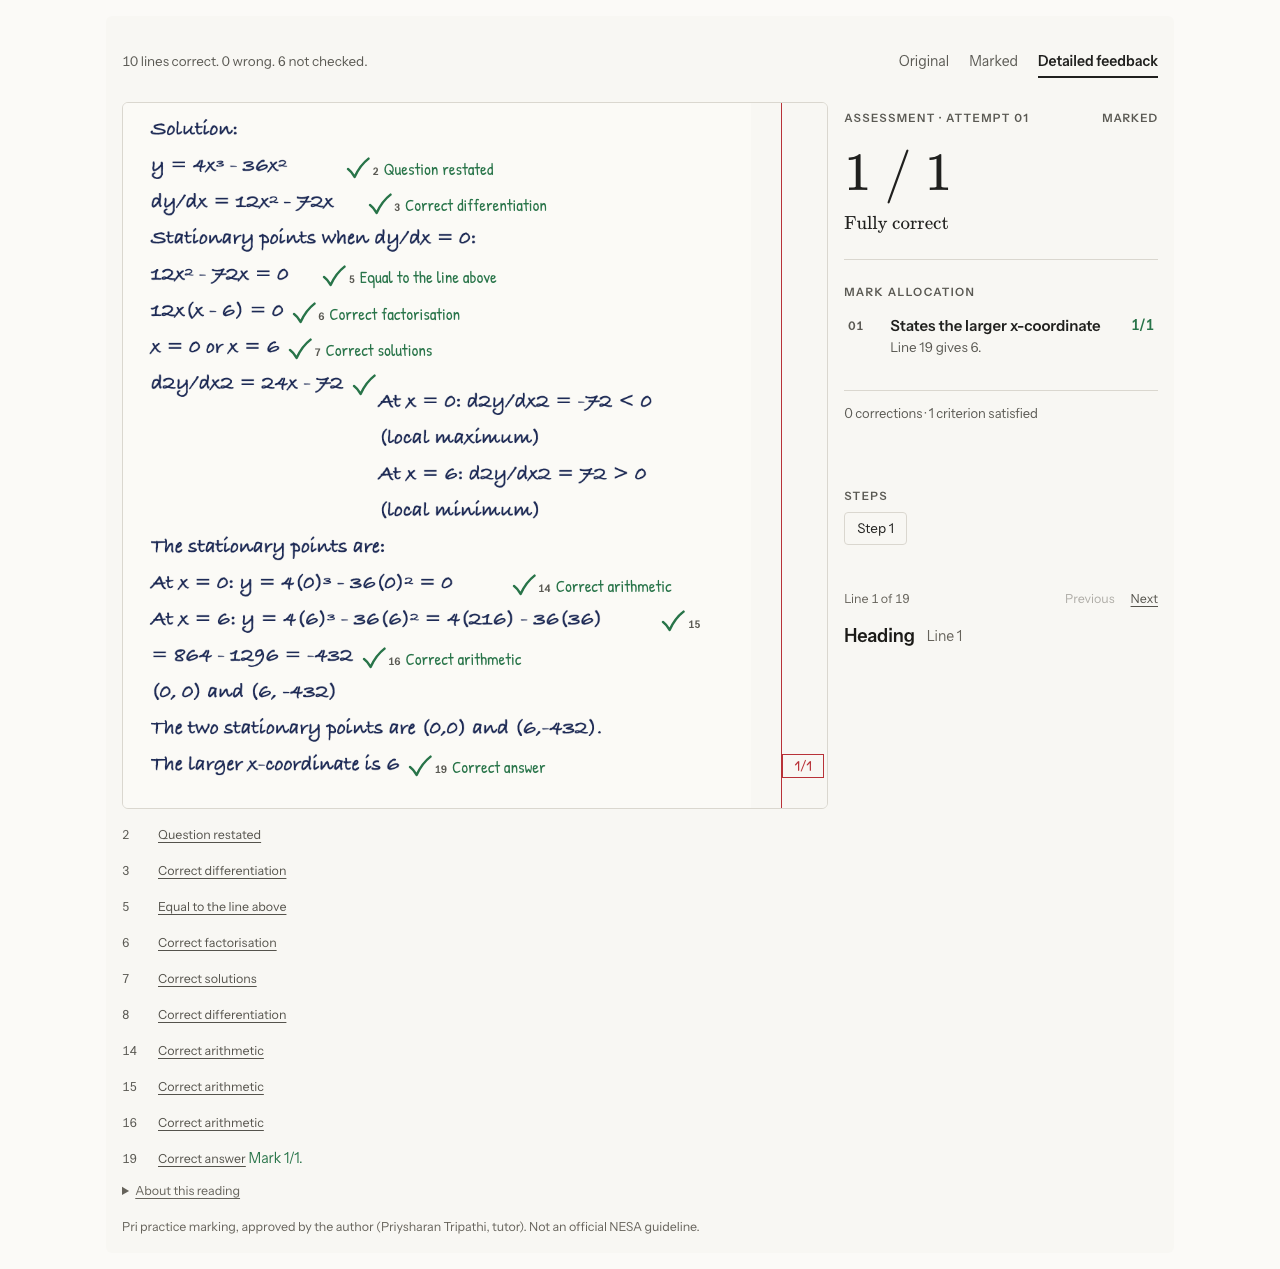 10 lines correct. 0 wrong. 6 not checked.
Original Marked Detailed feedback
Solution:
y = 4x³ - 36x² 2 Question restated
dy/dx = 12x² - 72x 3 Correct differentiation
Stationary points when dy/dx = 0:
12x² - 72x = 0 5 Equal to the line above
12x(x - 6) = 0 6 Correct factorisation
x = 0 or x = 6 7 Correct solutions
d2y/dx2 = 24x - 72
At x = 0: d2y/dx2 = -72 < 0
(local maximum)
At x = 6: d2y/dx2 = 72 > 0
(local minimum)
The stationary points are:
At x = 0: y = 4(0)³ - 36(0)² = 0 14 Correct arithmetic
At x = 6: y = 4(6)³ - 36(6)² = 4(216) - 36(36) 15
= 864 - 1296 = -432 16 Correct arithmetic
(0, 0) and (6, -432)
The two stationary points are (0,0) and (6,-432).
The larger x-coordinate is 6 19 Correct answer
1/1
ASSESSMENT · ATTEMPT 01 MARKED
1 / 1
Fully correct
MARK ALLOCATION
01 States the larger x-coordinate 1/1
Line 19 gives 6.
0 corrections · 1 criterion satisfied
STEPS
Step 1
Line 1 of 19 Previous Next
Heading Line 1
2 Question restated
3 Correct differentiation
5 Equal to the line above
6 Correct factorisation
7 Correct solutions
8 Correct differentiation
14 Correct arithmetic
15 Correct arithmetic
16 Correct arithmetic
19 Correct answer Mark 1/1.
About this reading
Pri practice marking, approved by the author (Priysharan Tripathi, tutor). Not an official NESA guideline.